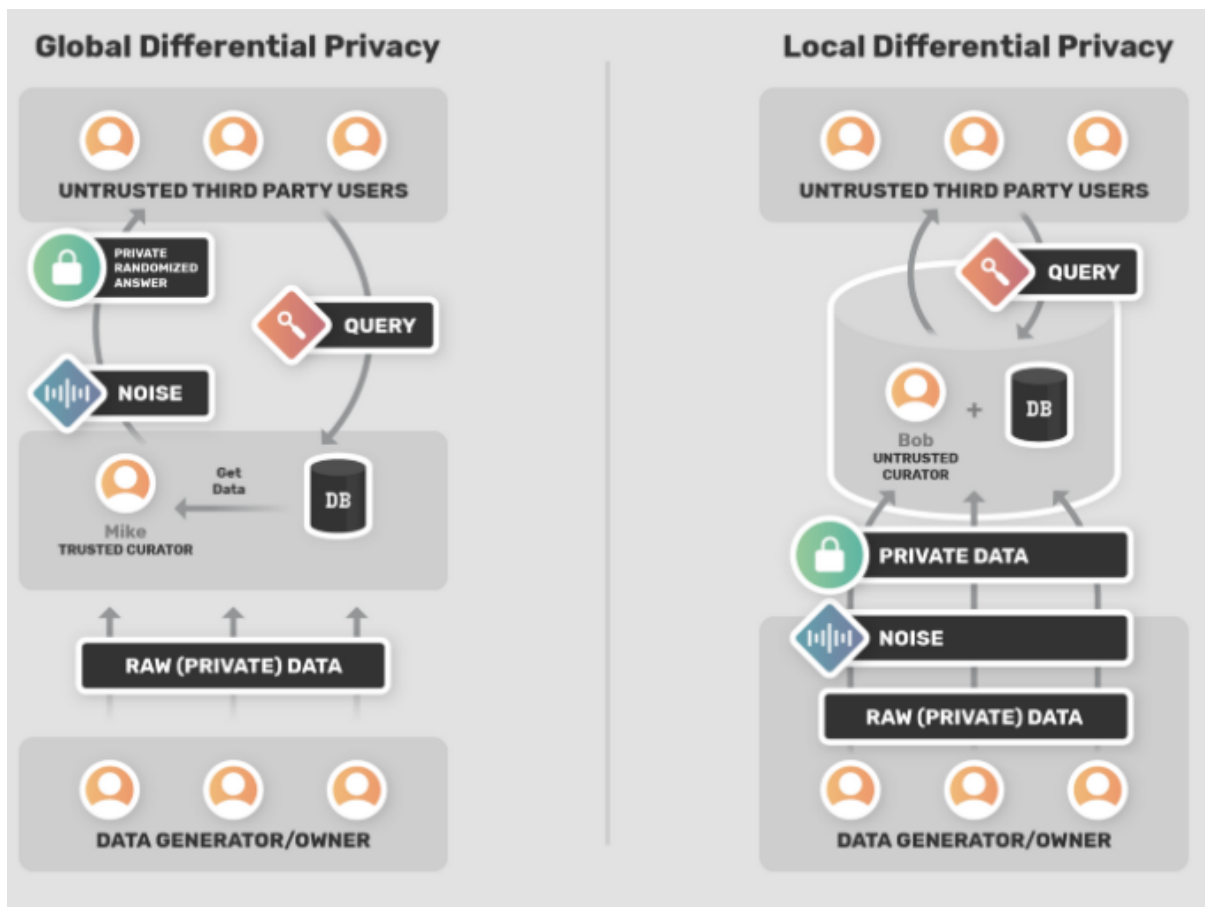 Global Differential Privacy
UNTRUSTED THIRD PARTY USERS
PRIVATE
RANDOMIZED
ANSWER
QUERY
NOISE
Get
Data
DB
Mike
TRUSTED CURATOR
RAW (PRIVATE) DATA
DATA GENERATOR/OWNER
Local Differential Privacy
UNTRUSTED THIRD PARTY USERS
QUERY
+
DB
Bob
UNTRUSTED
CURATOR
PRIVATE DATA
NOISE
RAW (PRIVATE) DATA
DATA GENERATOR/OWNER